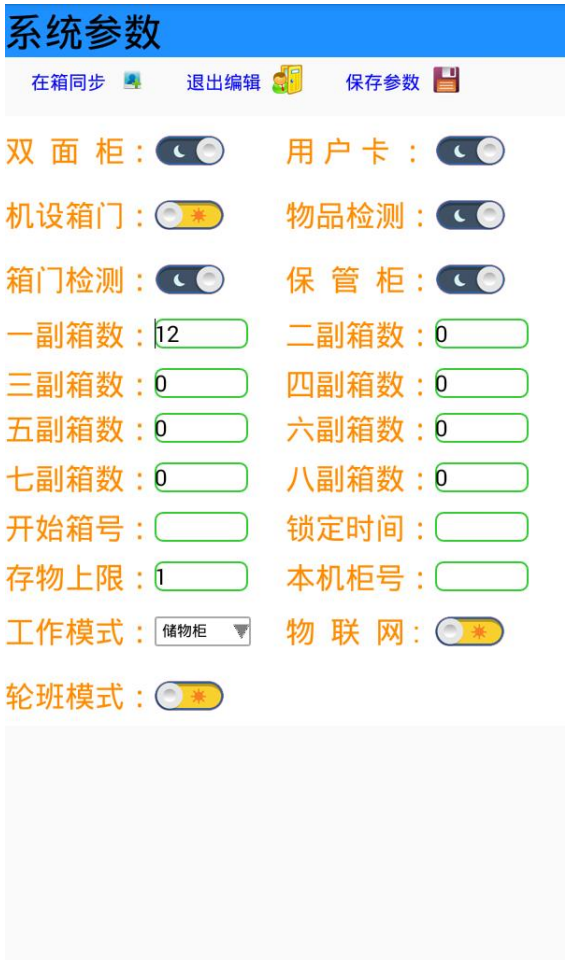 系统参数
在箱同步 退出编辑 保存参数
双 面 柜： 用 户 卡 ：
机设箱门： 物品检测：
箱门检测： 保 管 柜：
一副箱数：12 二副箱数：0
三副箱数：0 四副箱数：0
五副箱数：0 六副箱数：0
七副箱数：0 八副箱数：0
开始箱号： 锁定时间：
存物上限：1 本机柜号：
工作模式：储物柜 物 联 网：
轮班模式：